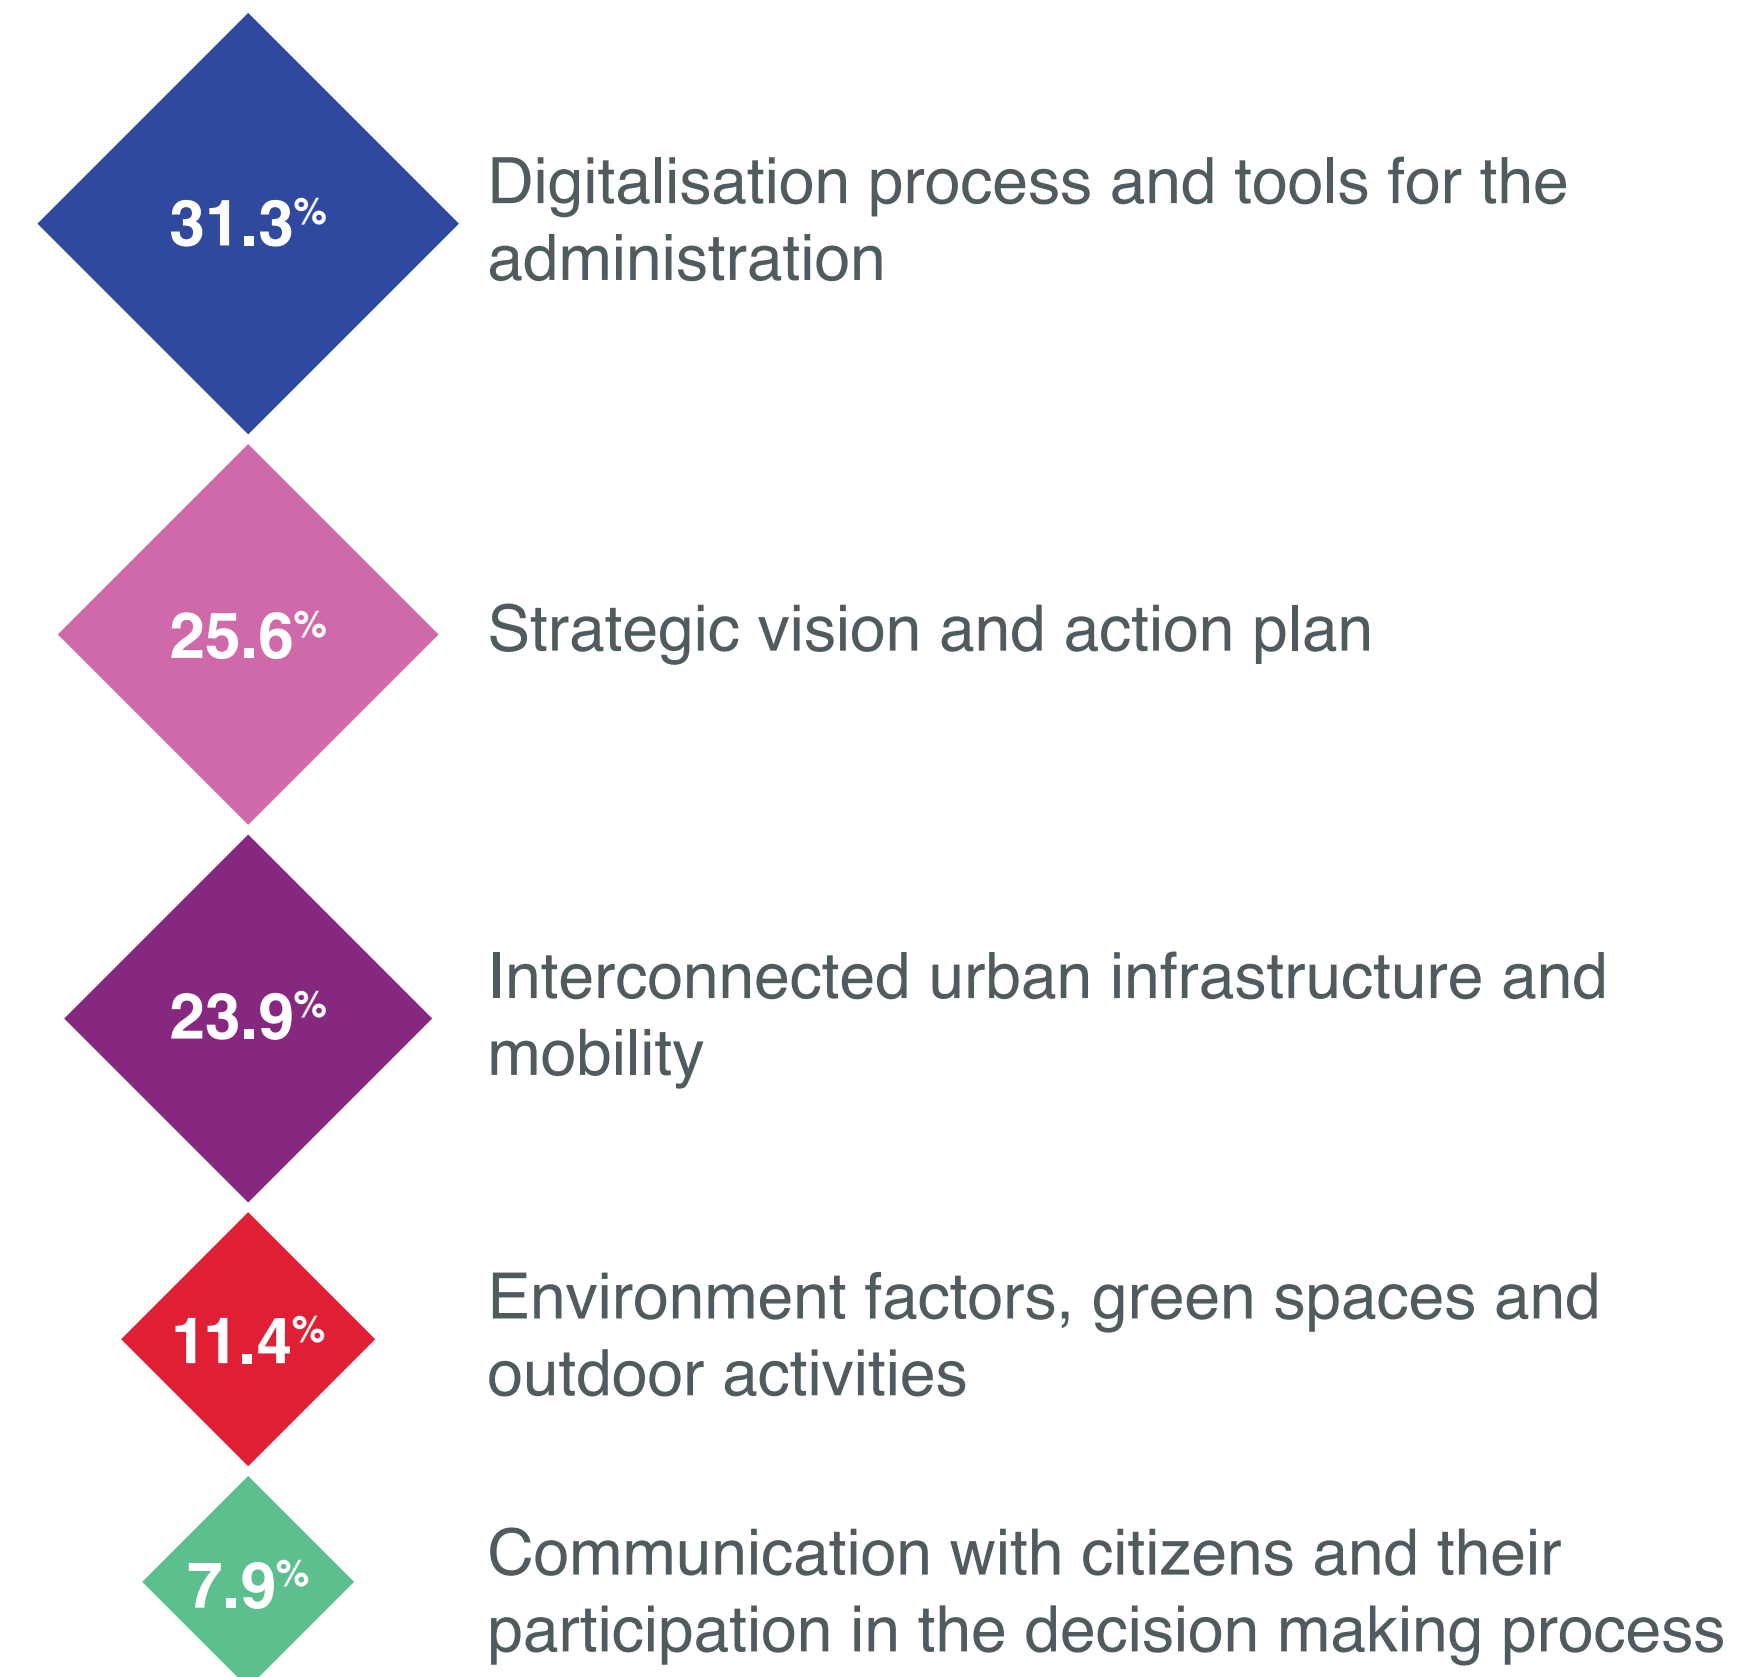 31.3%
Digitalisation process and tools for the
administration
25.6%
Strategic vision and action plan
23.9%
Interconnected urban infrastructure and
mobility
11.4%
Environment factors, green spaces and
outdoor activities
7.9%
Communication with citizens and their
participation in the decision making process